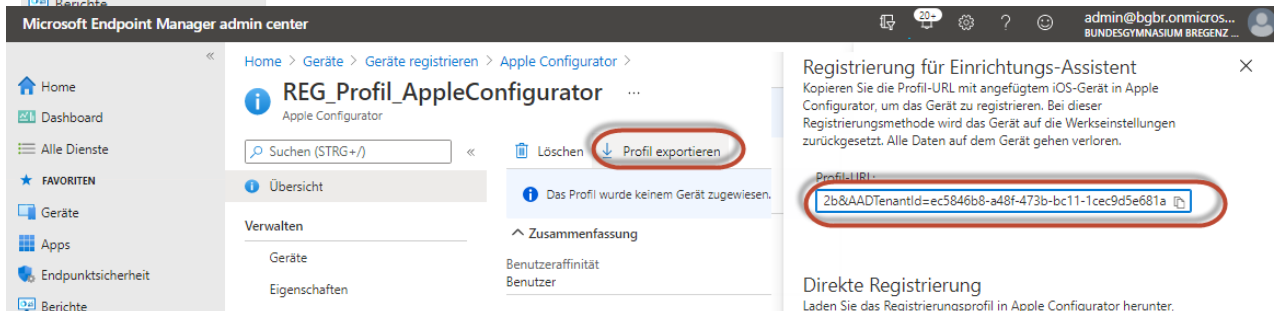 Berichte
Microsoft Endpoint Manager admin center
20+
admin@bgbr.onmicros...
BUNDESGYMNASIUM BREGENZ ...
«
Home
Dashboard
Alle Dienste
FAVORITEN
Geräte
Apps
Endpunktsicherheit
Berichte
Home > Geräte > Geräte registrieren > Apple Configurator >
REG_Profil_AppleConfigurator ...
Apple Configurator
Suchen (STRG+/) «
Übersicht
Verwalten
Geräte
Eigenschaften
Löschen Profil exportieren
Das Profil wurde keinem Gerät zugewiesen.
Zusammenfassung
Benutzeraffinität
Benutzer
Registrierung für Einrichtungs-Assistent
Kopieren Sie die Profil-URL mit angefügtem iOS-Gerät in Apple
Configurator, um das Gerät zu registrieren. Bei dieser
Registrierungsmethode wird das Gerät auf die Werkseinstellungen
zurückgesetzt. Alle Daten auf dem Gerät gehen verloren.
Profil-URL:
2b&AADTenantId=ec5846b8-a48f-473b-bc11-1cec9d5e681a
Direkte Registrierung
Laden Sie das Registrierungsprofil in Apple Configurator herunter,